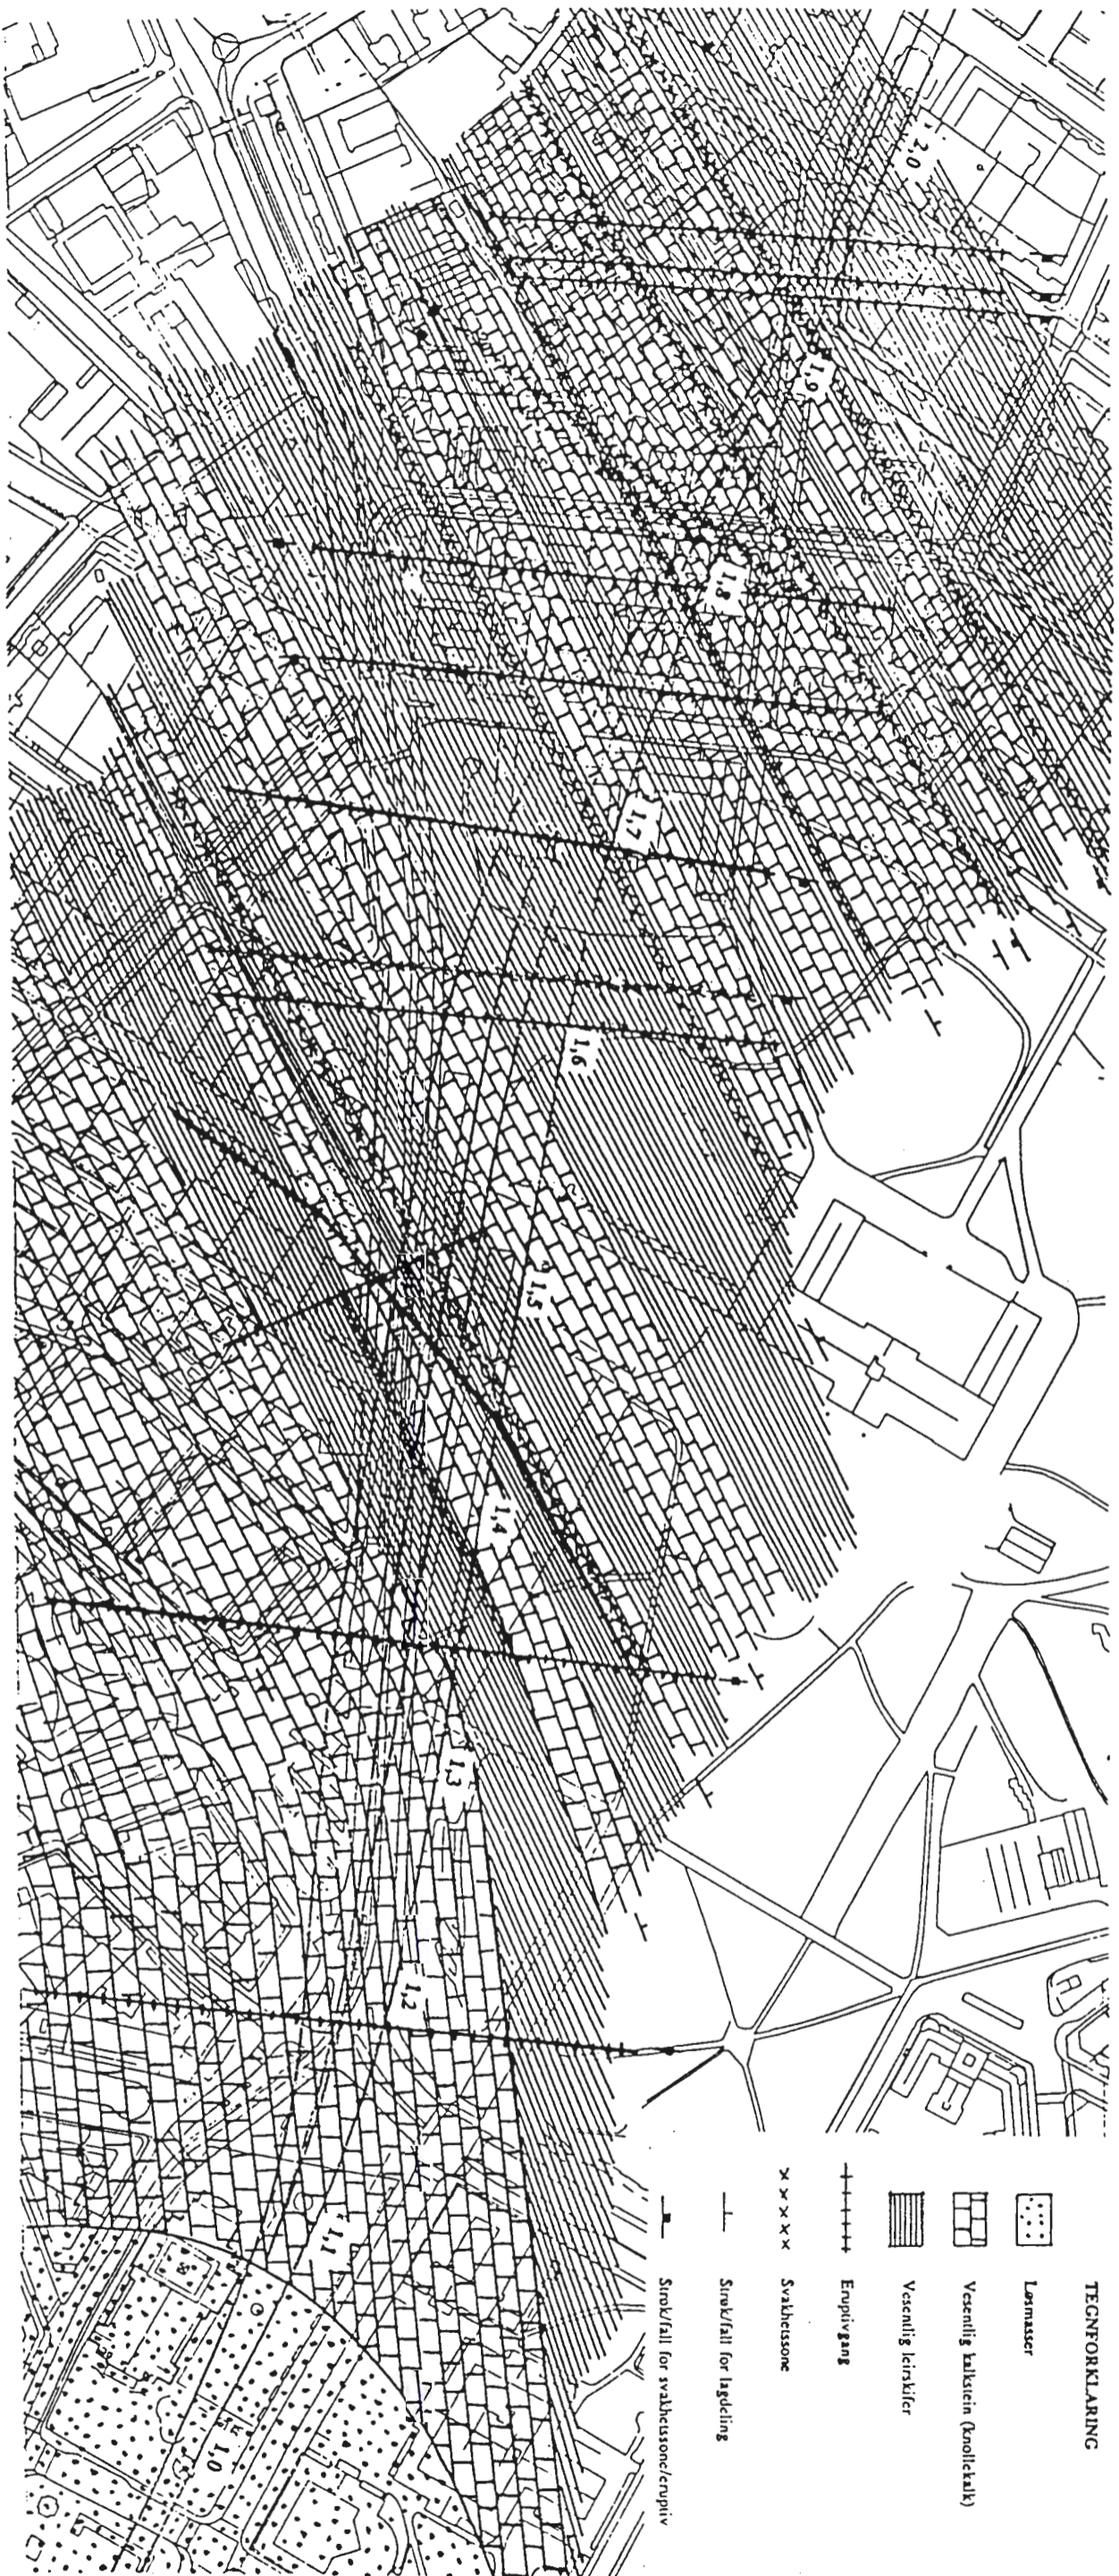 TEGNFORKLARING
Løsmasser
Vesentlig kalkstein (knollekalk)
Vesentlig leirskifer
Eruptivgang
Svakhetssone
Strøk/fall for lagdeling
Strøk/fall for svakhetssone/eruptiv
2,0
1,9
1,8
1,7
1,6
1,5
1,4
1,3
1,2
1,1
1,0